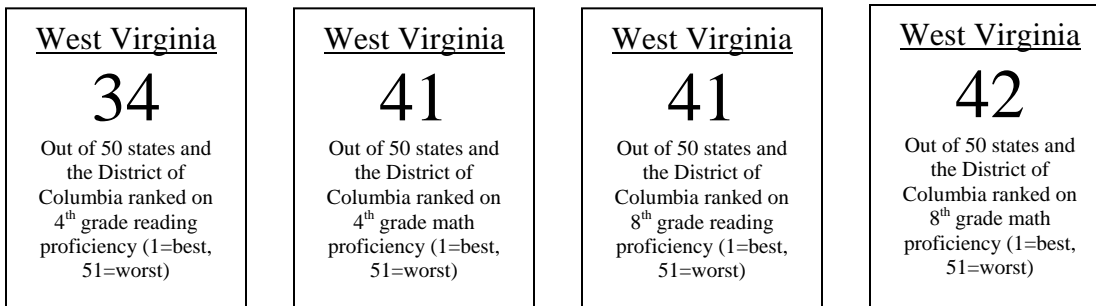 West Virginia
34
Out of 50 states and
the District of
Columbia ranked on
4th grade reading
proficiency (1=best,
51=worst)
West Virginia
41
Out of 50 states and
the District of
Columbia ranked on
4th grade math
proficiency (1=best,
51=worst)
West Virginia
41
Out of 50 states and
the District of
Columbia ranked on
8th grade reading
proficiency (1=best,
51=worst)
West Virginia
42
Out of 50 states and
the District of
Columbia ranked on
8th grade math
proficiency (1=best,
51=worst)